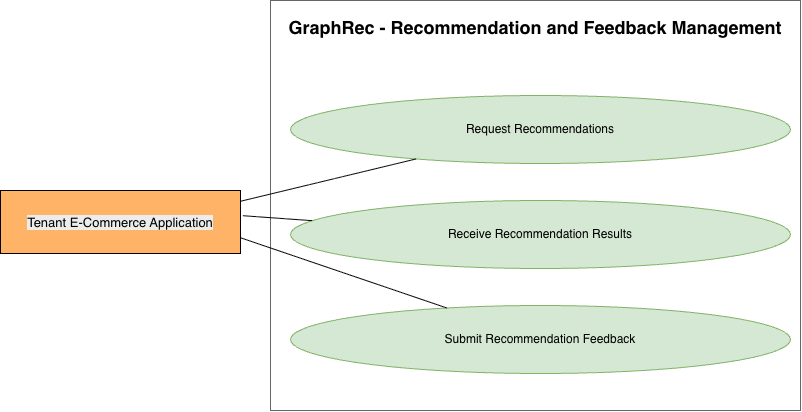 GraphRec - Recommendation and Feedback Management
Request Recommendations
Tenant E-Commerce Application
Receive Recommendation Results
Submit Recommendation Feedback